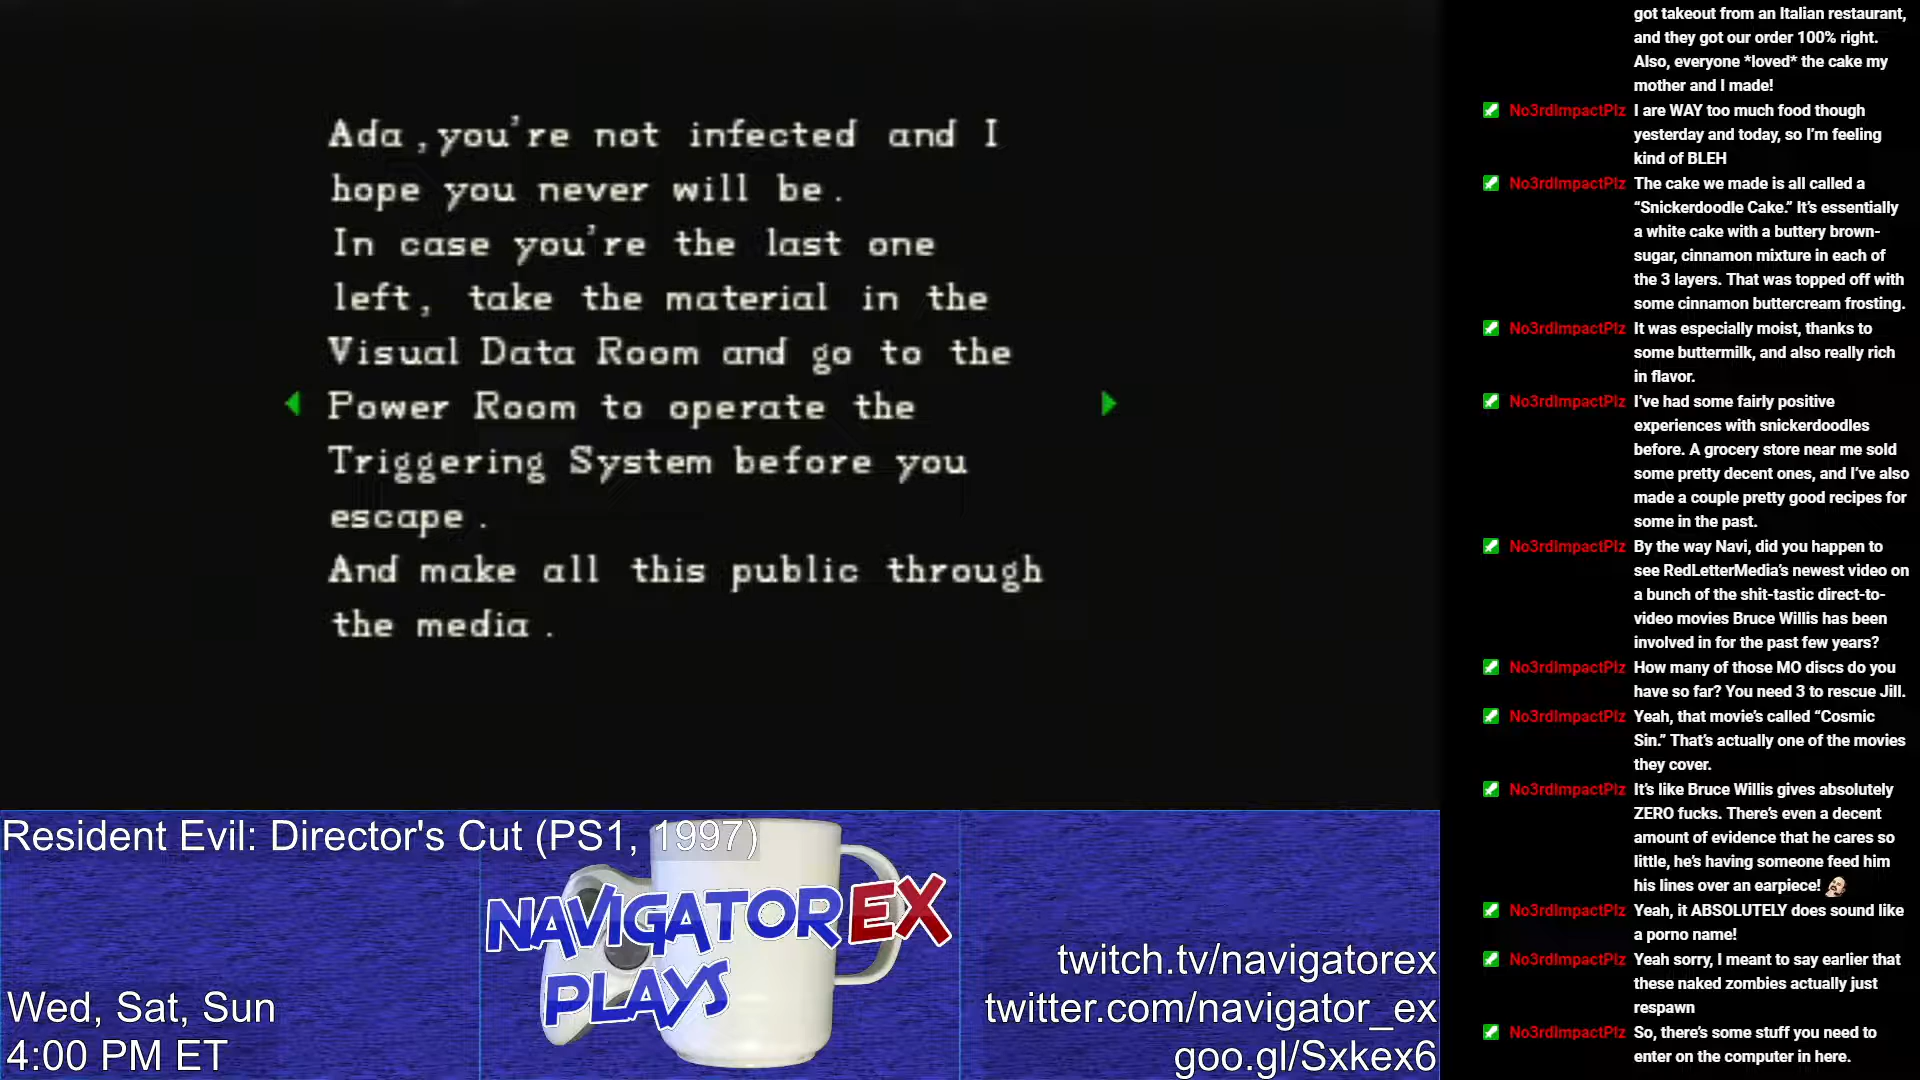 Ada, you're not infected and I
hope you never will be.
In case you're the last one
left, take the material in the
Visual Data Room and go to the
Power Room to operate the
Triggering System before you
escape.
And make all this public through
the media.
Resident Evil: Director's Cut (PS1, 1997)
NAVIGATOR EX
PLAYS
Wed, Sat, Sun
4:00 PM ET
twitch.tv/navigatorex
twitter.com/navigator_ex
goo.gl/Sxkex6
got takeout from an Italian restaurant,
and they got our order 100% right.
Also, everyone *loved* the cake my
mother and I made!
No3rdImpactPlz I are WAY too much food though
yesterday and today, so I'm feeling
kind of BLEH
No3rdImpactPlz The cake we made is all called a
“Snickerdoodle Cake.” It's essentially
a white cake with a buttery brown-
sugar, cinnamon mixture in each of
the 3 layers. That was topped off with
some cinnamon buttercream frosting.
No3rdImpactPlz It was especially moist, thanks to
some buttermilk, and also really rich
in flavor.
No3rdImpactPlz I've had some fairly positive
experiences with snickerdoodles
before. A grocery store near me sold
some pretty decent ones, and I've also
made a couple pretty good recipes for
some in the past.
No3rdImpactPlz By the way Navi, did you happen to
see RedLetterMedia's newest video on
a bunch of the shit-tastic direct-to-
video movies Bruce Willis has been
involved in for the past few years?
No3rdImpactPlz How many of those MO discs do you
have so far? You need 3 to rescue Jill.
No3rdImpactPlz Yeah, that movie's called “Cosmic
Sin.” That's actually one of the movies
they cover.
No3rdImpactPlz It's like Bruce Willis gives absolutely
ZERO fucks. There's even a decent
amount of evidence that he cares so
little, he's having someone feed him
his lines over an earpiece!
No3rdImpactPlz Yeah, it ABSOLUTELY does sound like
a porno name!
No3rdImpactPlz Yeah sorry, I meant to say earlier that
these naked zombies actually just
respawn
No3rdImpactPlz So, there's some stuff you need to
enter on the computer in here.